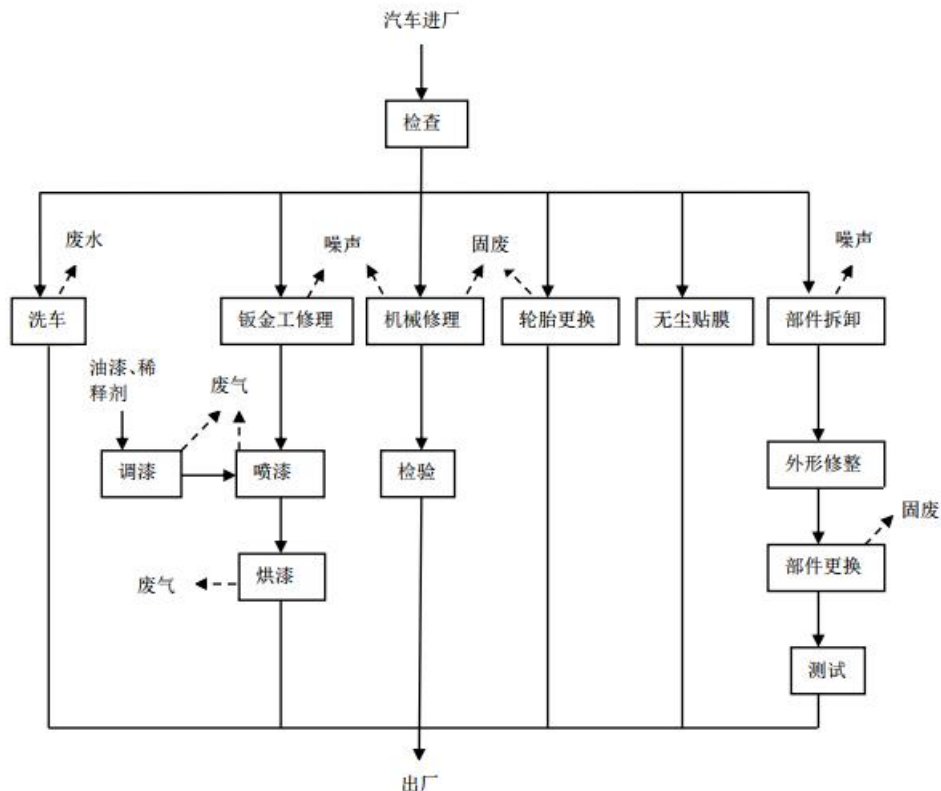 汽车进厂
检查
废水
噪声
固废
噪声
洗车
钣金工修理
机械修理
轮胎更换
无尘贴膜
部件拆卸
油漆、稀
释剂
废气
调漆
喷漆
检验
外形修整
固废
废气
烘漆
部件更换
测试
出厂